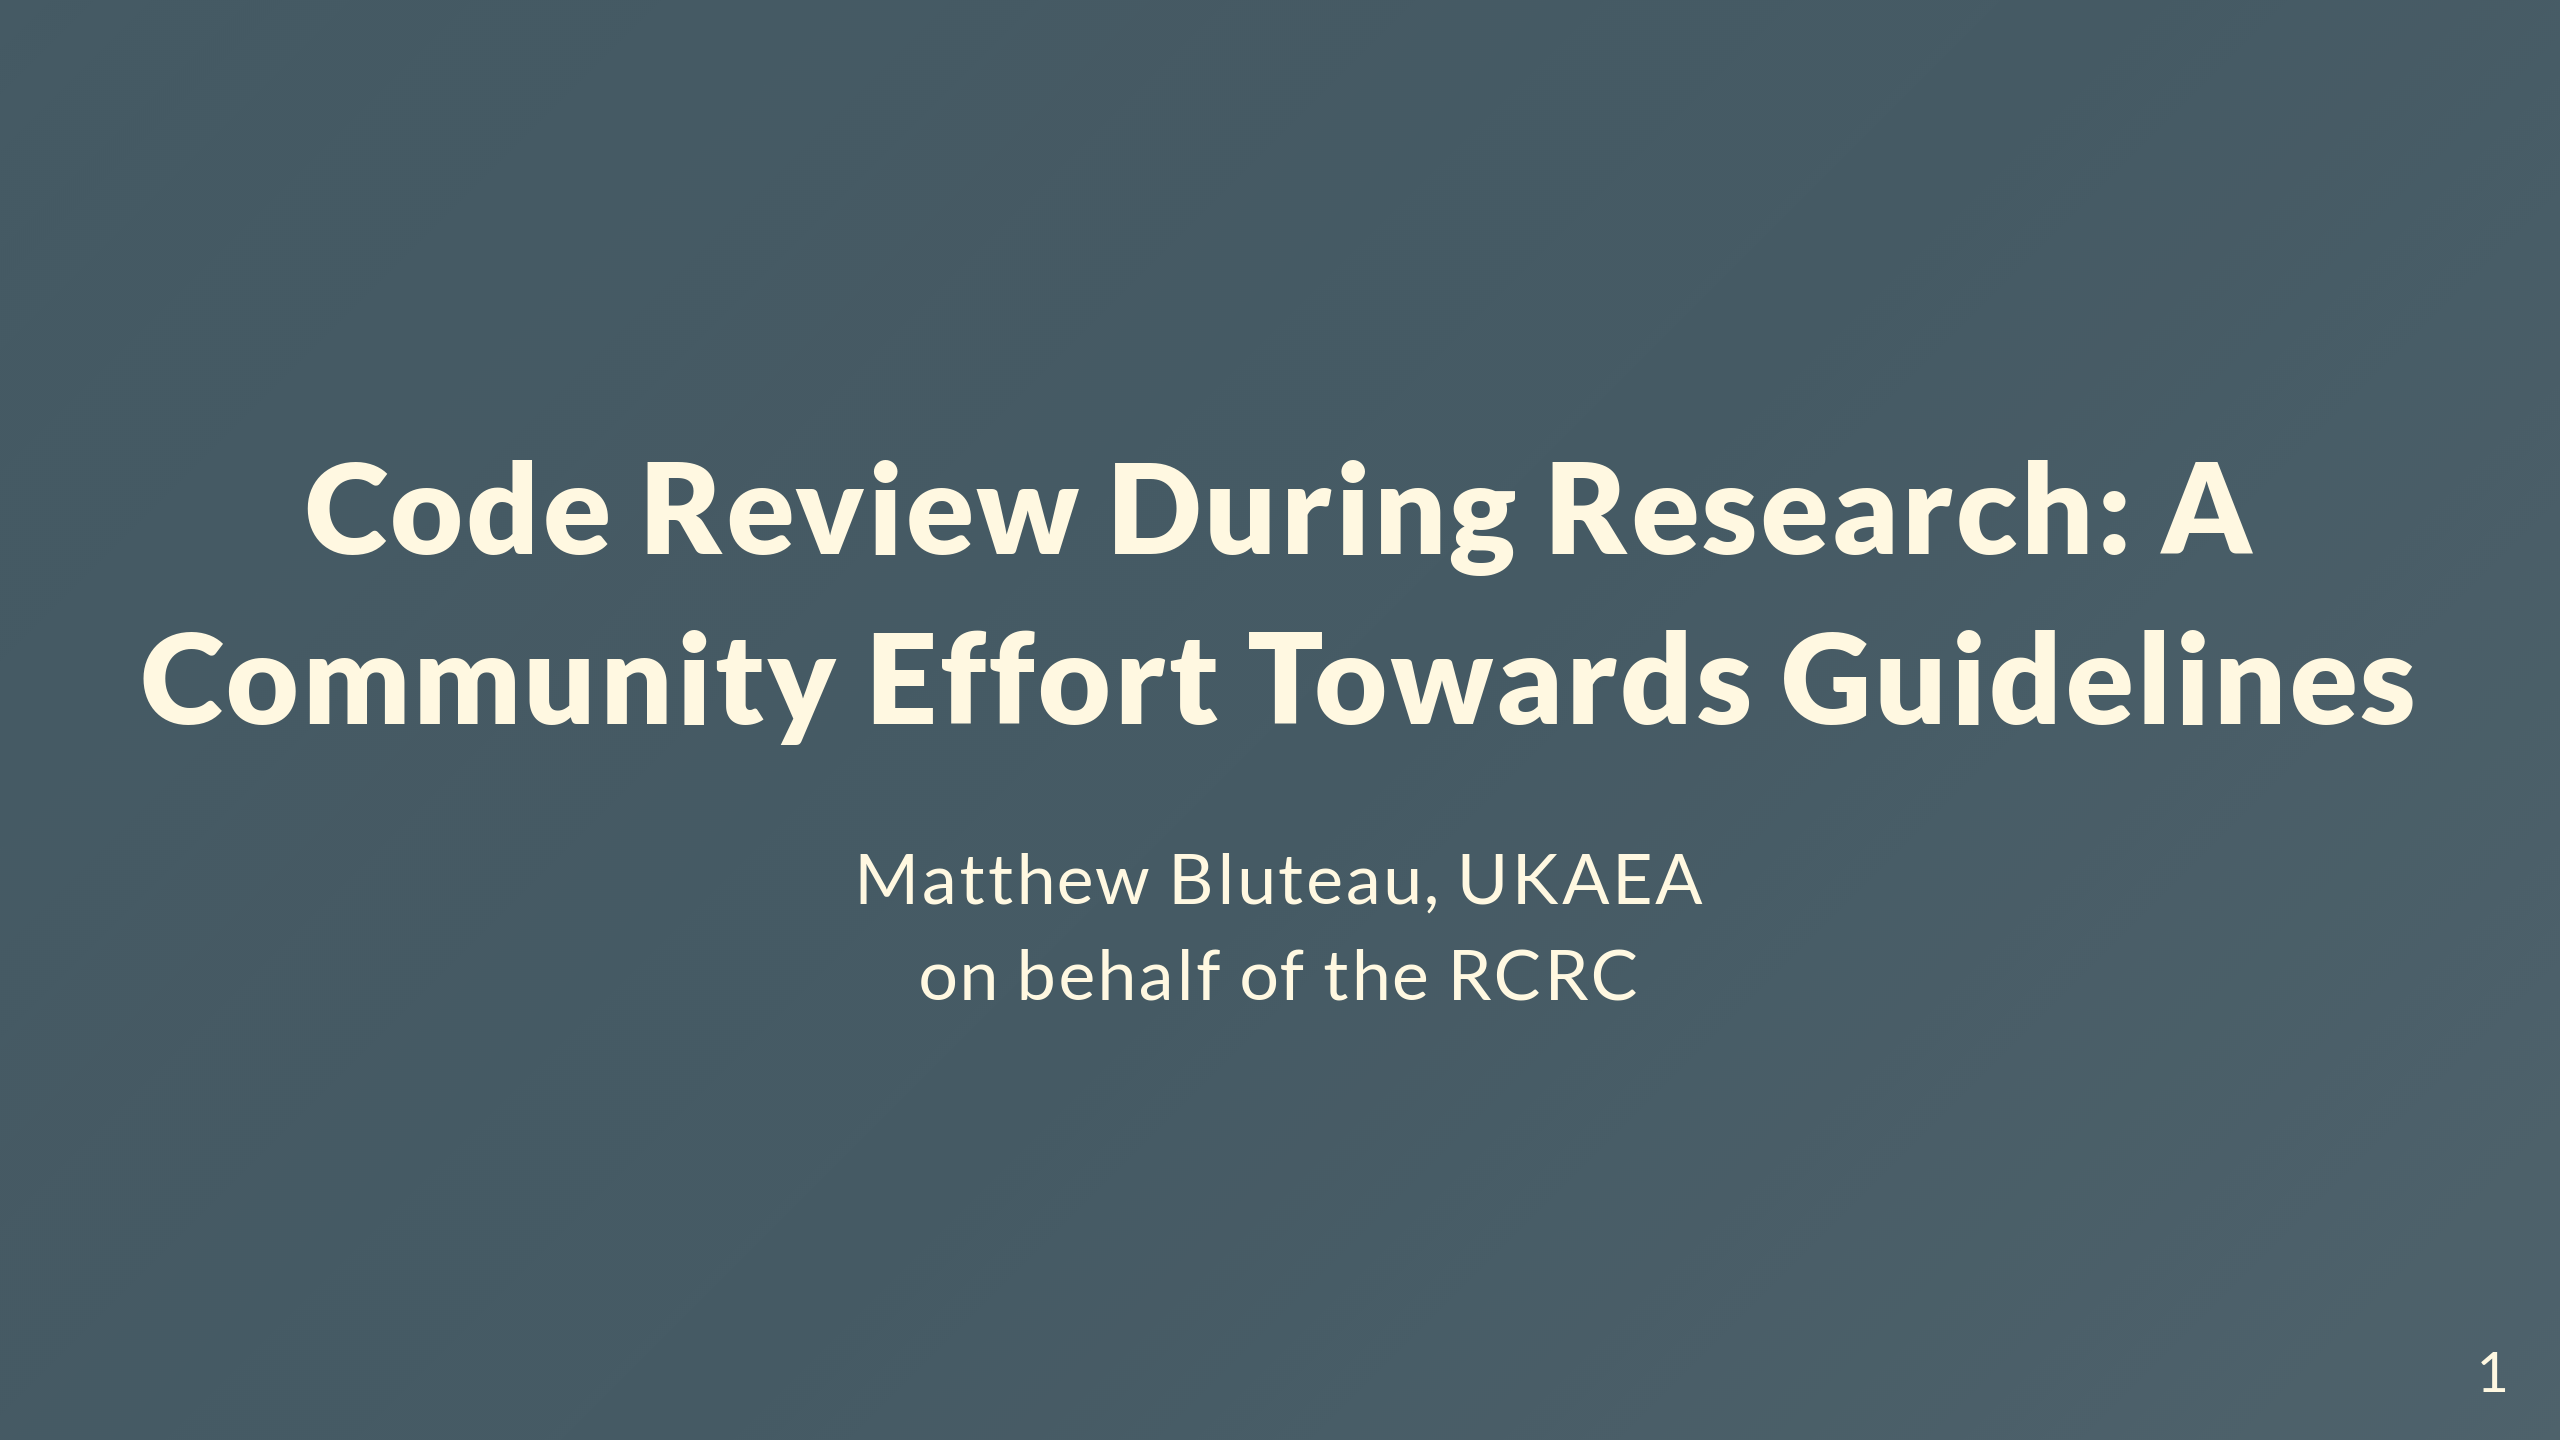 Code Review During Research: A
Community Effort Towards Guidelines
Matthew Bluteau, UKAEA
on behalf of the RCRC
1